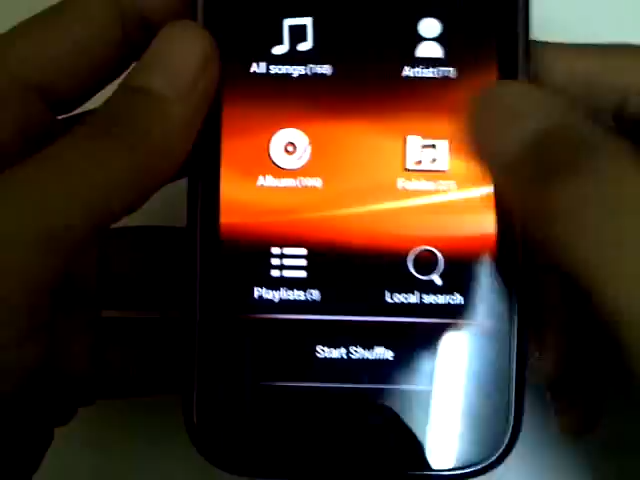 All songs
Artist
Album
Folder
Playlists
Local search
Start Shuffle